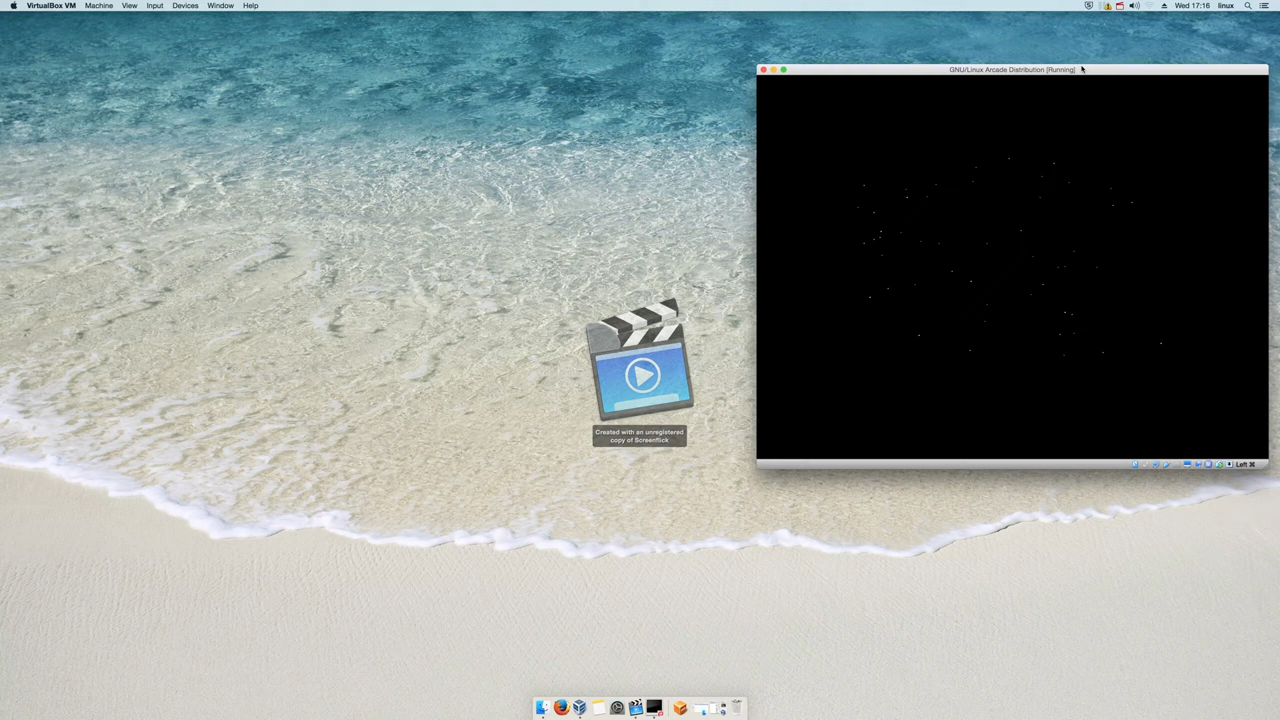 VirtualBox VM Machine View Input Devices Window Help Wed 17:16 linux
GNU/Linux Arcade Distribution [Running]
Created with an unregistered
copy of Screenflick
Left ⌘